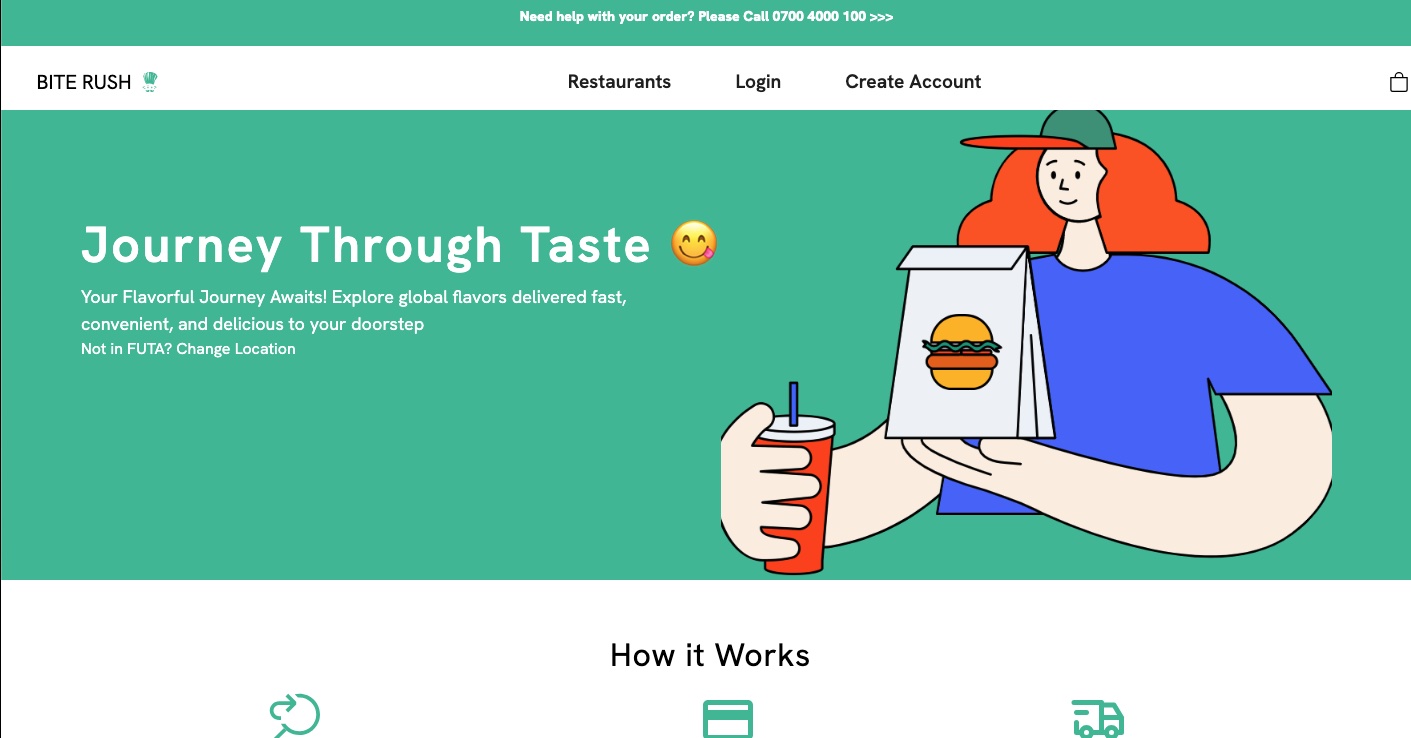 Need help with your order? Please Call 0700 4000 100 >>>
BITE RUSH
Restaurants
Login
Create Account
Journey Through Taste 😋
Your Flavorful Journey Awaits! Explore global flavors delivered fast,
convenient, and delicious to your doorstep
Not in FUTA? Change Location
How it Works